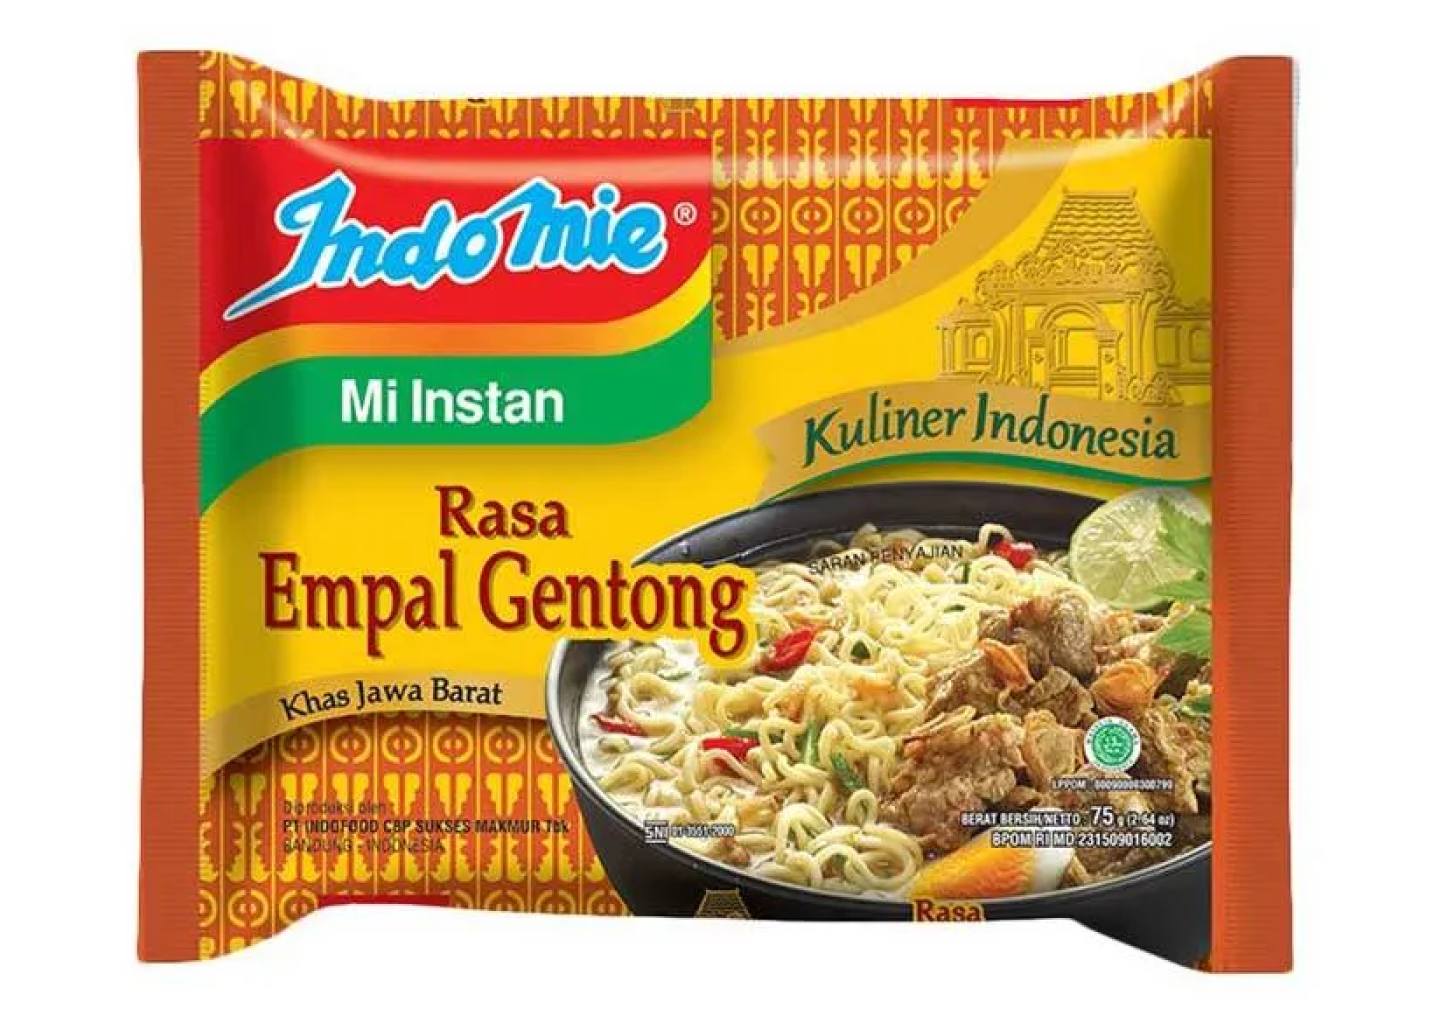 Indomie®
Mi Instan
Kuliner Indonesia
Rasa
Empal Gentong
Khas Jawa Barat
SARAN PENYAJIAN
Diproduksi oleh :
PT INDOFOOD CBP SUKSES MAKMUR Tbk
BANDUNG - INDONESIA
SNI 01-3551-2000
LPPOM : 00090000300799
BERAT BERSIH/NETTO : 75 g (2.64 oz)
BPOM RI MD 231509016002
Rasa